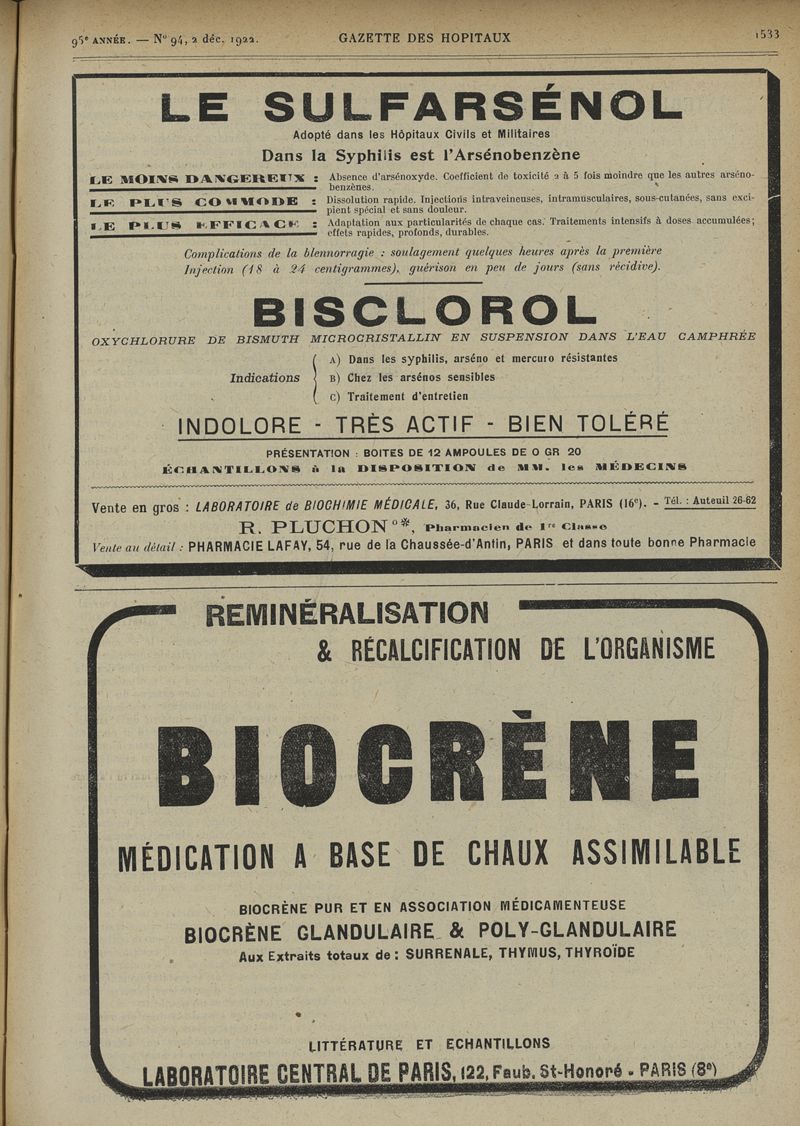 95e ANNÉE. — No 94, 2 déc. 1922.
GAZETTE DES HOPITAUX
1533
LE SULFARSÉNOL
Adopté dans les Hôpitaux Civils et Militaires
Dans la Syphilis est l'Arsénobenzène
LE MOINS DANGEREUX : Absence d'arsénoxyde. Coefficient de toxicité 2 à 5 fois moindre que les autres arséno-
benzènes.
LE PLUS COMMODE : Dissolution rapide. Injections intraveineuses, intramusculaires, sous-cutanées, sans exci-
pient spécial et sans douleur.
LE PLUS EFFICACE : Adaptation aux particularités de chaque cas. Traitements intensifs à doses accumulées;
effets rapides, profonds, durables.
Complications de la blennorragie : soulagement quelques heures après la première
Injection (18 à 24 centigrammes), guérison en peu de jours (sans récidive).
BISCLOROL
OXYCHLORURE DE BISMUTH MICROCRISTALLIN EN SUSPENSION DANS L'EAU CAMPHRÉE
Indications
A) Dans les syphilis, arséno et mercuro résistantes
B) Chez les arsénos sensibles
C) Traitement d'entretien
INDOLORE - TRÈS ACTIF - BIEN TOLÉRÉ
PRÉSENTATION : BOITES DE 12 AMPOULES DE 0 GR 20
ÉCHANTILLONS à la DISPOSITION de MM. les MÉDECINS
Vente en gros : LABORATOIRE de BIOCHIMIE MÉDICALE, 36, Rue Claude-Lorrain, PARIS (16e). - Tél. : Auteuil 26-62
R. PLUCHON O*, Pharmacien de 1re Classe
Vente au détail : PHARMACIE LAFAY, 54, rue de la Chaussée-d'Antin, PARIS et dans toute bonne Pharmacie
REMINÉRALISATION
& RÉCALCIFICATION DE L'ORGANISME
BIOCRÈNE
MÉDICATION A BASE DE CHAUX ASSIMILABLE
BIOCRÈNE PUR ET EN ASSOCIATION MÉDICAMENTEUSE
BIOCRÈNE GLANDULAIRE & POLY-GLANDULAIRE
Aux Extraits totaux de : SURRENALE, THYMUS, THYROÏDE
LITTÉRATURE ET ECHANTILLONS
LABORATOIRE CENTRAL DE PARIS, 122, Faub. St-Honoré - PARIS (8e)